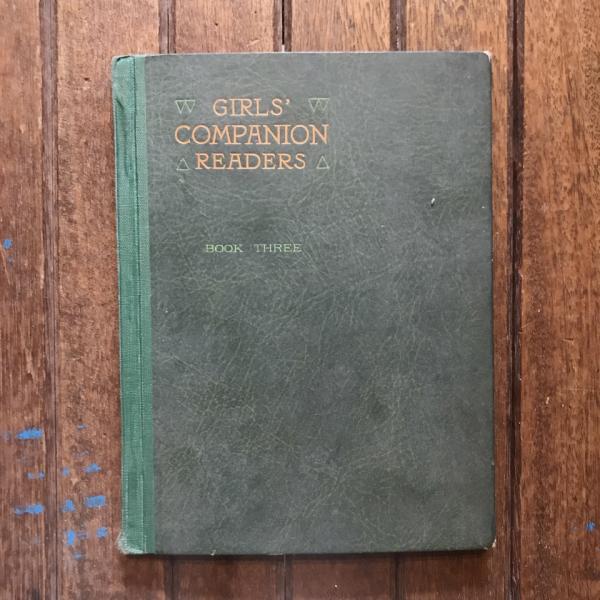 GIRLS'
COMPANION
READERS
BOOK THREE